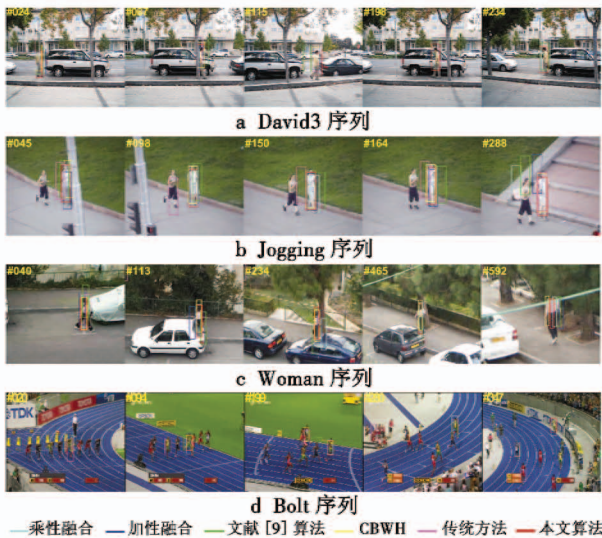 #024 #115 #198 #234
a David3 序列
#045 #098 #150 #164 #288
b Jogging 序列
#040 #113 #234 #465 #592
c Woman 序列
#020
TDK
d Bolt 序列
乘性融合 加性融合 文献 [9] 算法 CBWH 传统方法 本文算法